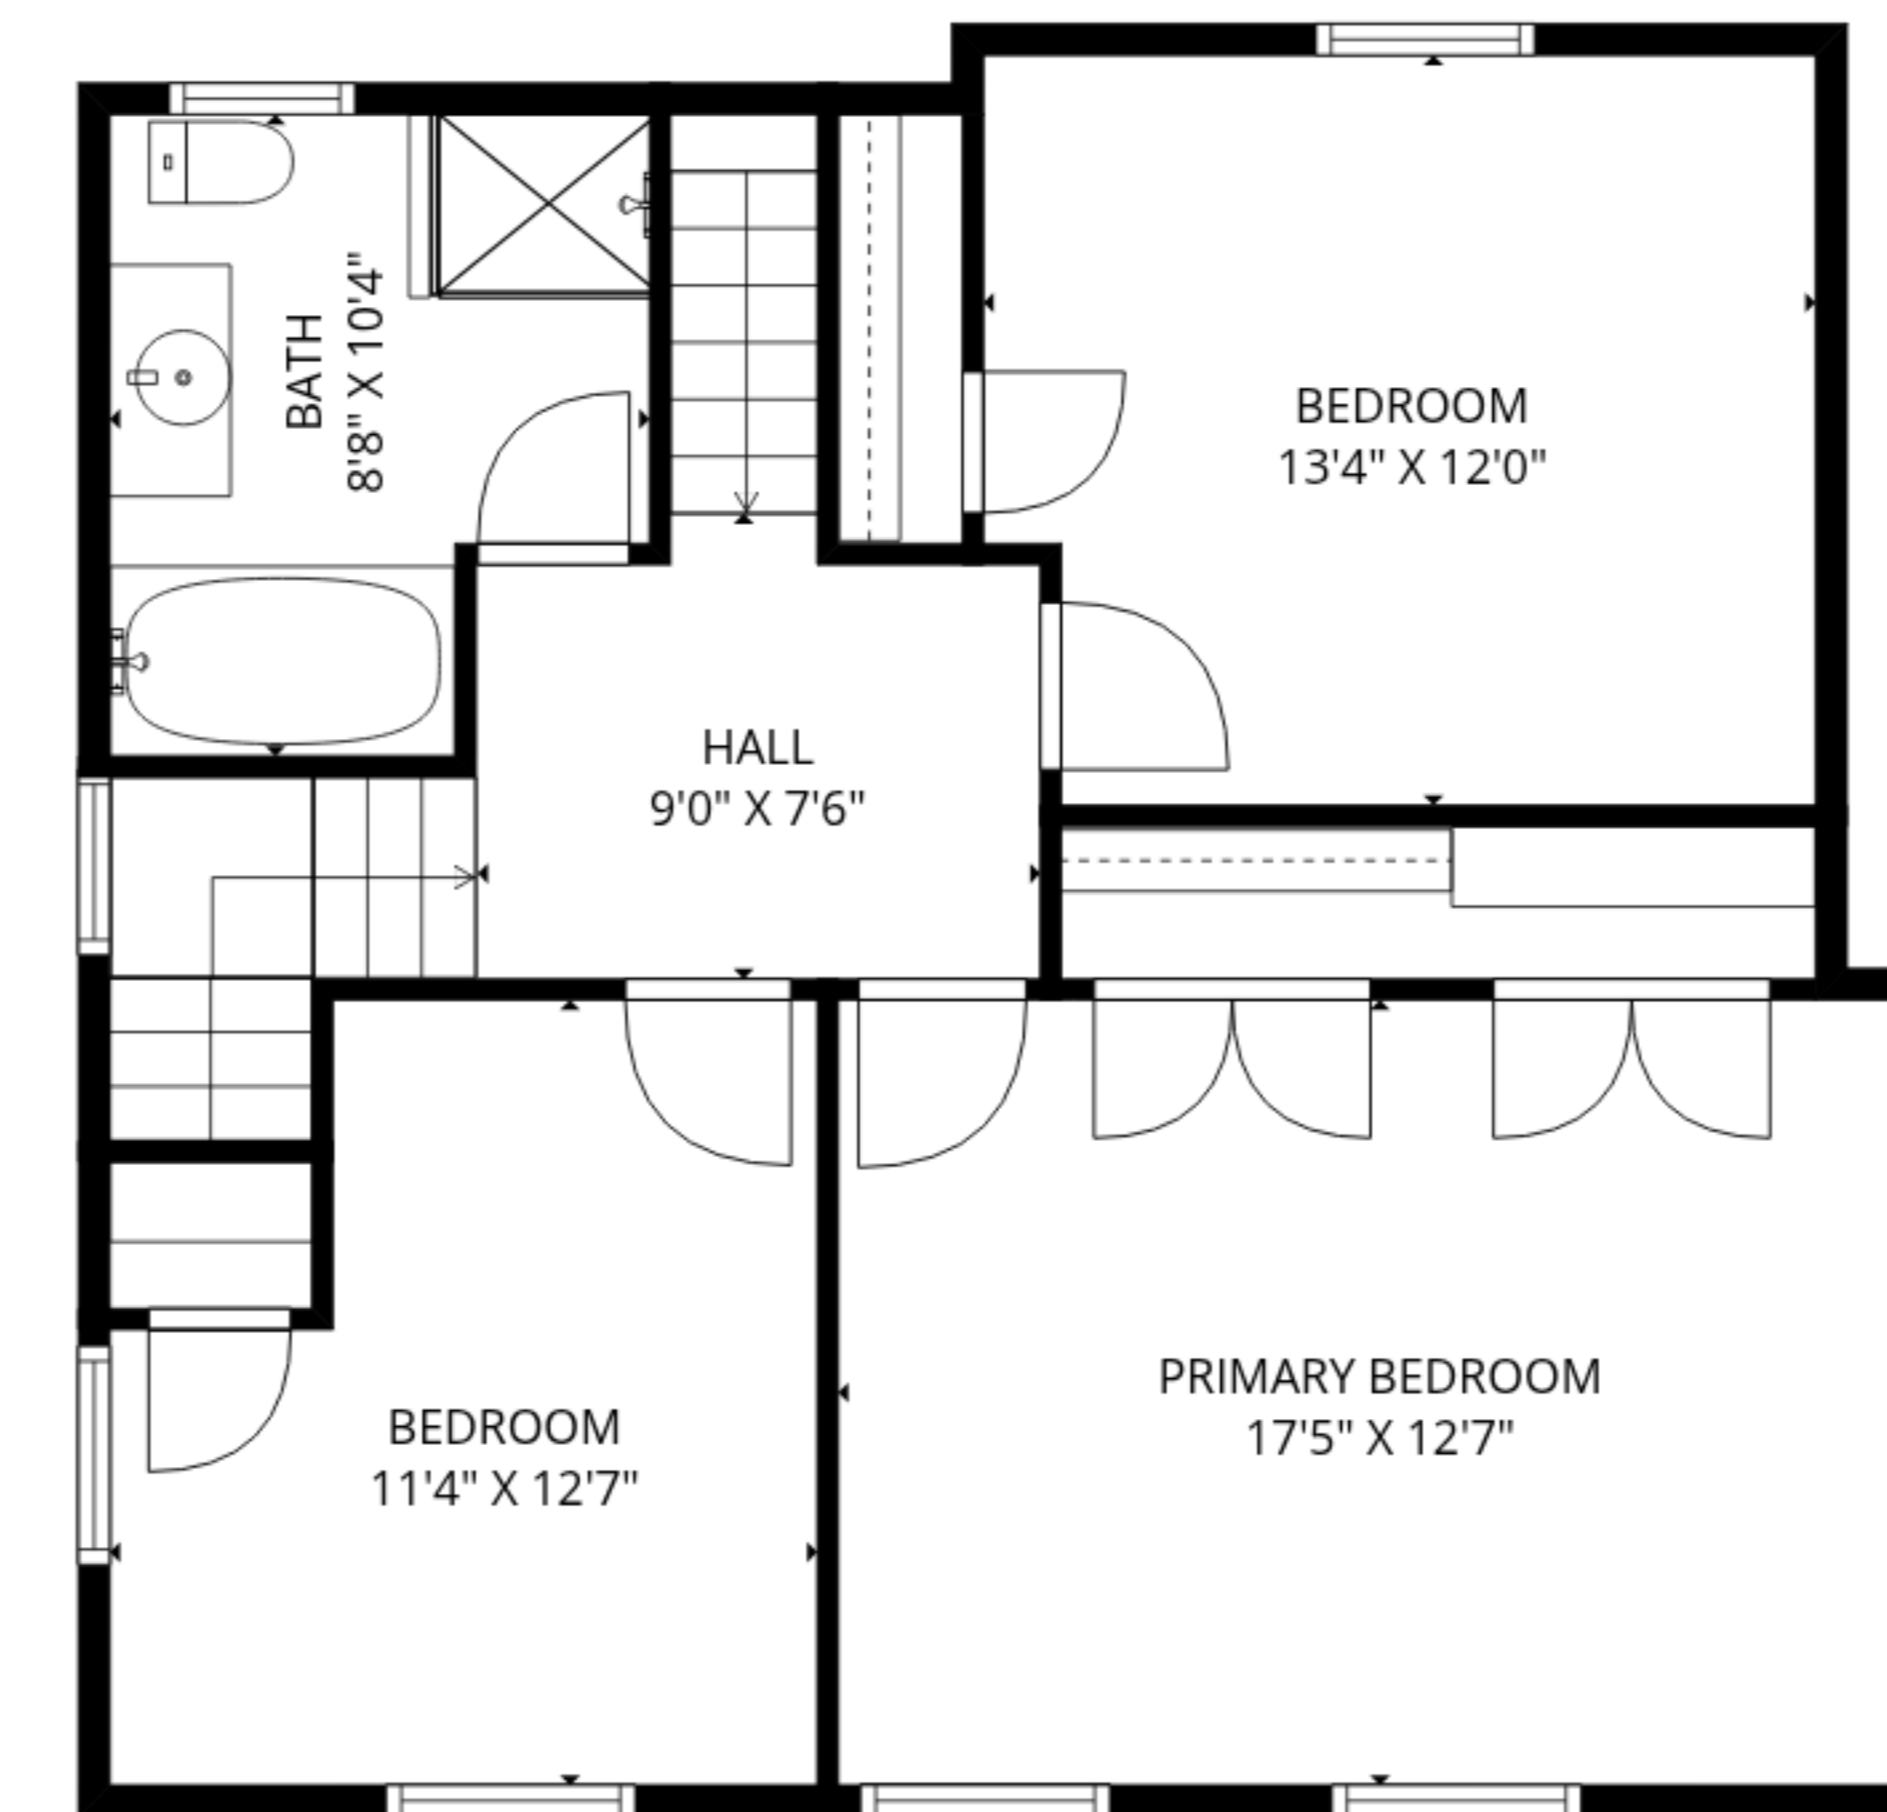 BATH
8'8" X 10'4"
BEDROOM
13'4" X 12'0"
HALL
9'0" X 7'6"
BEDROOM
11'4" X 12'7"
PRIMARY BEDROOM
17'5" X 12'7"